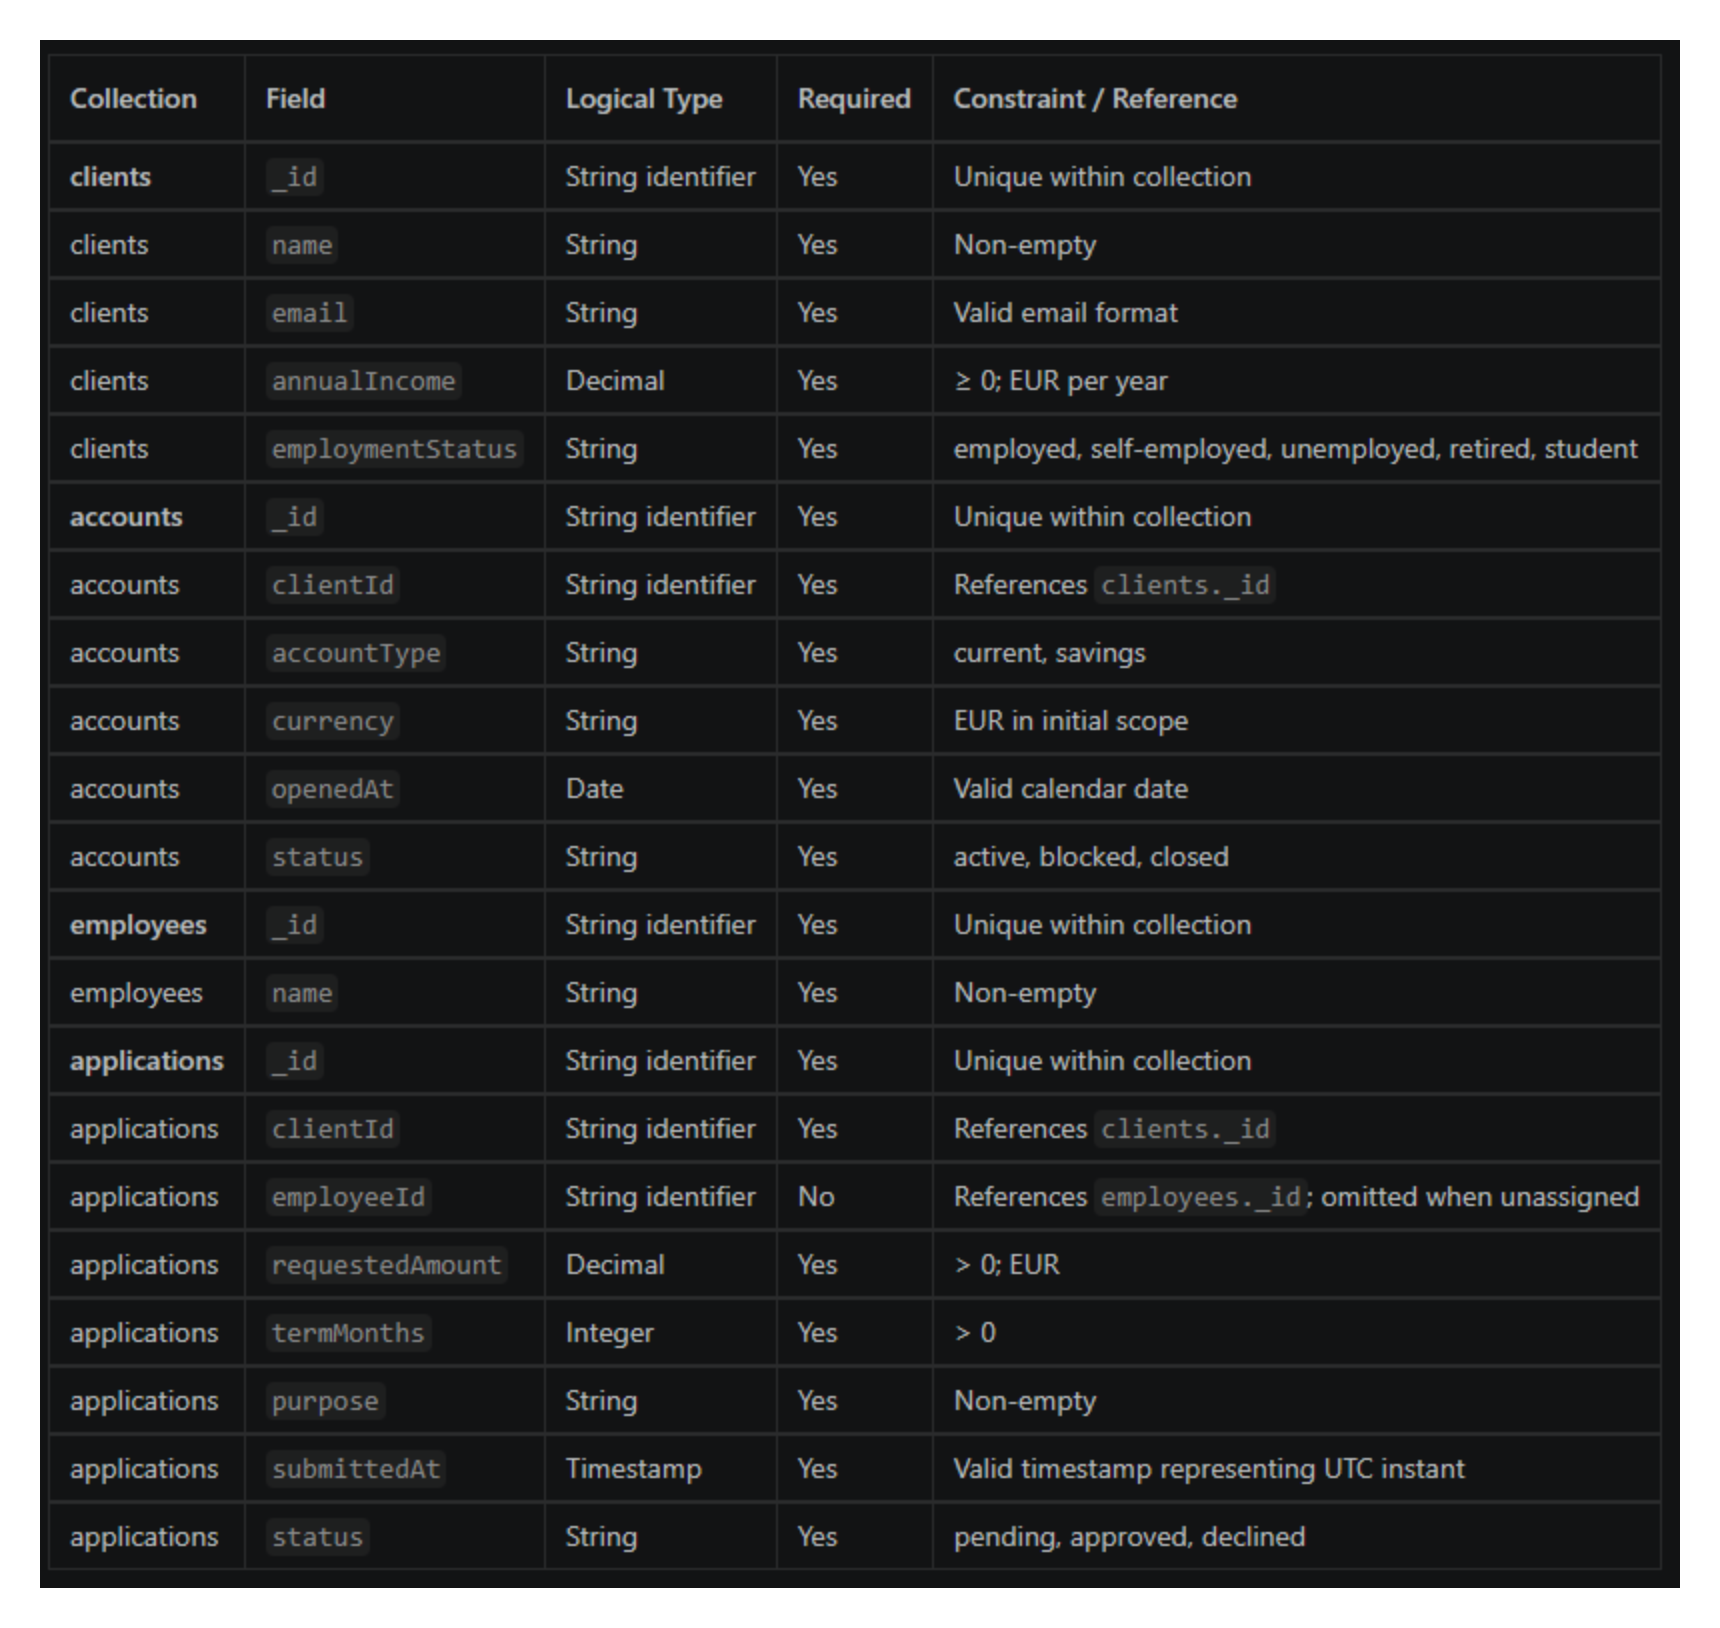 Collection Field Logical Type Required Constraint / Reference
clients _id String identifier Yes Unique within collection
clients name String Yes Non-empty
clients email String Yes Valid email format
clients annualIncome Decimal Yes ≥ 0; EUR per year
clients employmentStatus String Yes employed, self-employed, unemployed, retired, student
accounts _id String identifier Yes Unique within collection
accounts clientId String identifier Yes References clients._id
accounts accountType String Yes current, savings
accounts currency String Yes EUR in initial scope
accounts openedAt Date Yes Valid calendar date
accounts status String Yes active, blocked, closed
employees _id String identifier Yes Unique within collection
employees name String Yes Non-empty
applications _id String identifier Yes Unique within collection
applications clientId String identifier Yes References clients._id
applications employeeId String identifier No References employees._id; omitted when unassigned
applications requestedAmount Decimal Yes > 0; EUR
applications termMonths Integer Yes > 0
applications purpose String Yes Non-empty
applications submittedAt Timestamp Yes Valid timestamp representing UTC instant
applications status String Yes pending, approved, declined